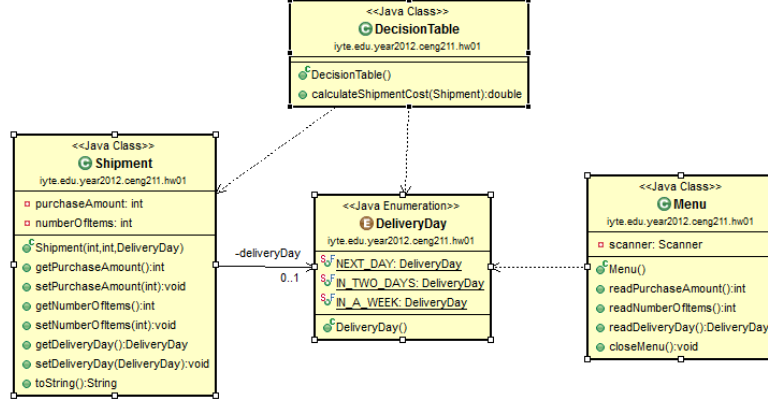 <<Java Class>>
DecisionTable
iyte.edu.year2012.ceng211.hw01
DecisionTable()
calculateShipmentCost(Shipment):double
<<Java Class>>
Shipment
iyte.edu.year2012.ceng211.hw01
purchaseAmount: int
numberOfItems: int
Shipment(int,int,DeliveryDay)
getPurchaseAmount():int
setPurchaseAmount(int):void
getNumberOfItems():int
setNumberOfItems(int):void
getDeliveryDay():DeliveryDay
setDeliveryDay(DeliveryDay):void
toString():String
-deliveryDay
0..1
<<Java Enumeration>>
DeliveryDay
iyte.edu.year2012.ceng211.hw01
NEXT_DAY: DeliveryDay
IN_TWO_DAYS: DeliveryDay
IN_A_WEEK: DeliveryDay
DeliveryDay()
<<Java Class>>
Menu
iyte.edu.year2012.ceng211.hw01
scanner: Scanner
Menu()
readPurchaseAmount():int
readNumberOfItems():int
readDeliveryDay():DeliveryDay
closeMenu():void